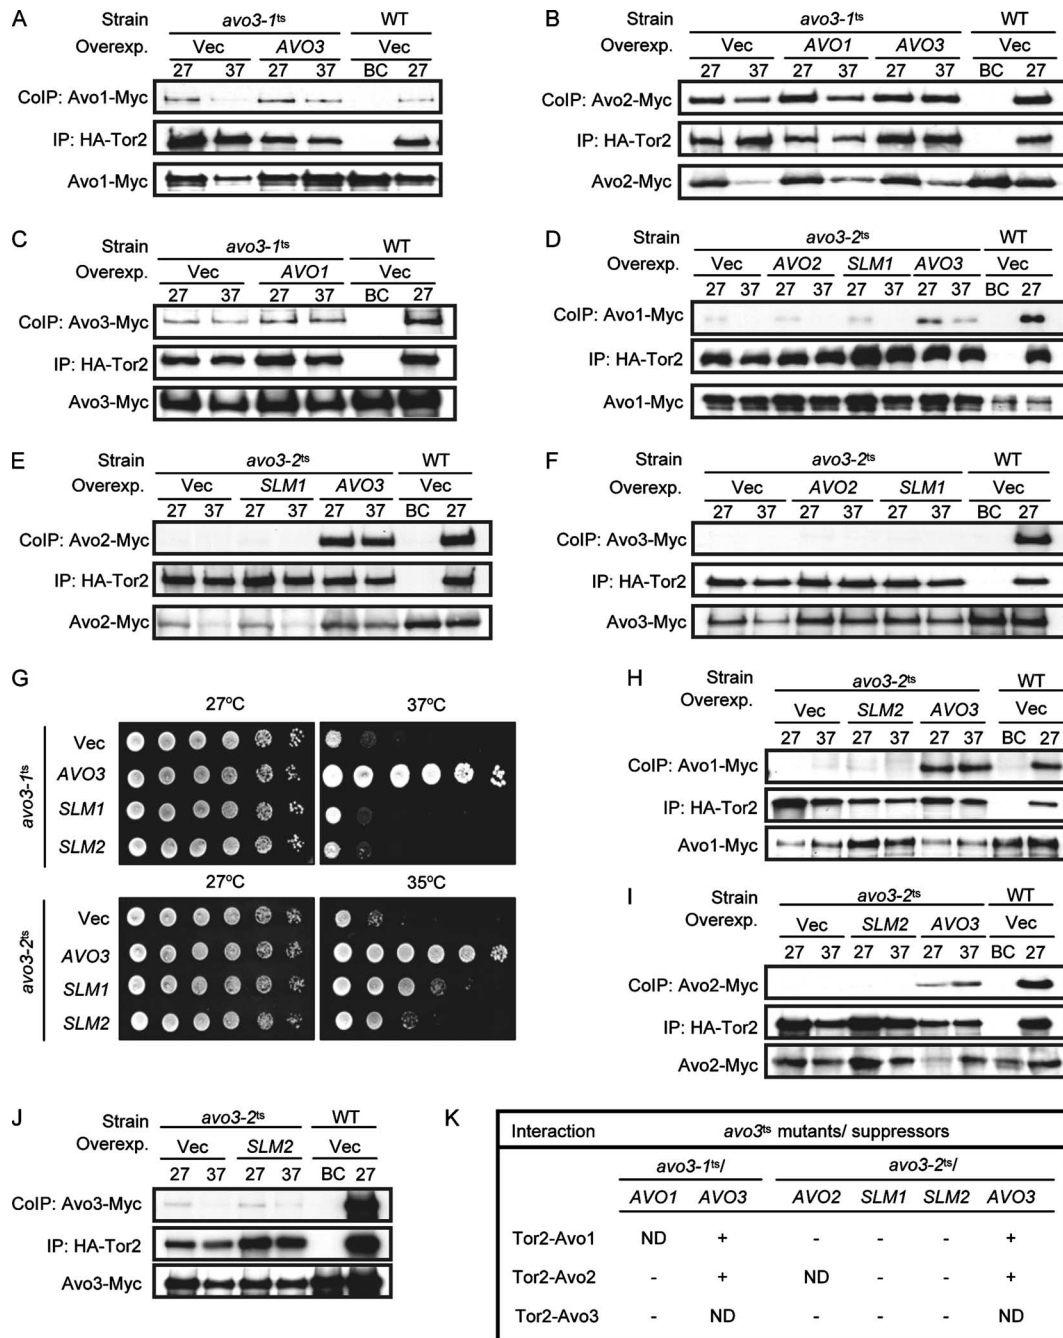 A
Strain avo3-1ts WT
Overexp. Vec AVO3 Vec
27 37 27 37 BC 27
CoIP: Avo1-Myc
IP: HA-Tor2
Avo1-Myc
B
Strain avo3-1ts WT
Overexp. Vec AVO1 AVO3 Vec
27 37 27 37 27 37 BC 27
CoIP: Avo2-Myc
IP: HA-Tor2
Avo2-Myc
C
Strain avo3-1ts WT
Overexp. Vec AVO1 Vec
27 37 27 37 BC 27
CoIP: Avo3-Myc
IP: HA-Tor2
Avo3-Myc
D
Strain avo3-2ts WT
Overexp. Vec AVO2 SLM1 AVO3 Vec
27 37 27 37 27 37 27 37 BC 27
CoIP: Avo1-Myc
IP: HA-Tor2
Avo1-Myc
E
Strain avo3-2ts WT
Overexp. Vec SLM1 AVO3 Vec
27 37 27 37 27 37 BC 27
CoIP: Avo2-Myc
IP: HA-Tor2
Avo2-Myc
F
Strain avo3-2ts WT
Overexp. Vec AVO2 SLM1 Vec
27 37 27 37 27 37 BC 27
CoIP: Avo3-Myc
IP: HA-Tor2
Avo3-Myc
G
27ºC 37ºC
avo3-1ts
Vec
AVO3
SLM1
SLM2
27ºC 35ºC
avo3-2ts
Vec
AVO3
SLM1
SLM2
H
Strain avo3-2ts WT
Overexp. Vec SLM2 AVO3 Vec
27 37 27 37 27 37 BC 27
CoIP: Avo1-Myc
IP: HA-Tor2
Avo1-Myc
I
Strain avo3-2ts WT
Overexp. Vec SLM2 AVO3 Vec
27 37 27 37 27 37 BC 27
CoIP: Avo2-Myc
IP: HA-Tor2
Avo2-Myc
J
Strain avo3-2ts WT
Overexp. Vec SLM2 Vec
27 37 27 37 BC 27
CoIP: Avo3-Myc
IP: HA-Tor2
Avo3-Myc
K
Interaction avo3ts mutants/ suppressors
avo3-1ts/ avo3-2ts/
AVO1 AVO3 AVO2 SLM1 SLM2 AVO3
Tor2-Avo1 ND + - - - +
Tor2-Avo2 - + ND - - +
Tor2-Avo3 - ND - - - ND